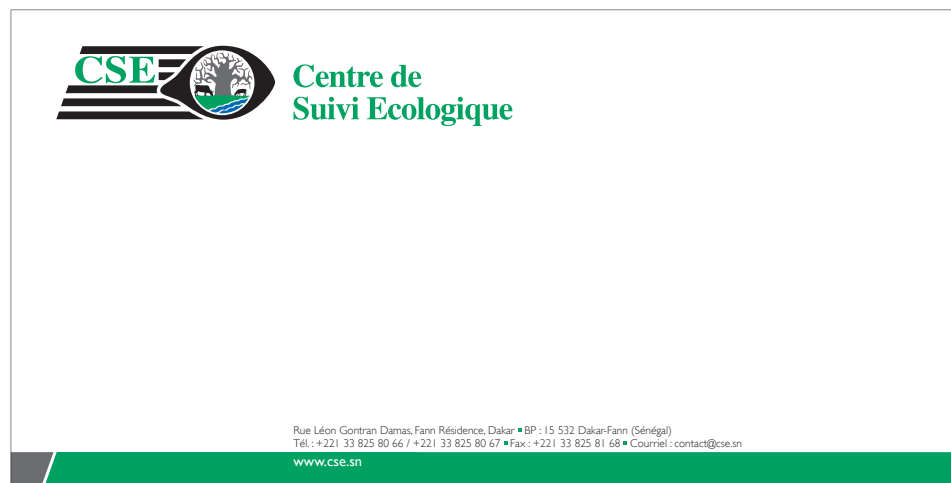 CSE
Centre de
Suivi Ecologique
Rue Léon Gontran Damas, Fann Résidence, Dakar ▪ BP : 15 532 Dakar-Fann (Sénégal)
Tél. : +221 33 825 80 66 / +221 33 825 80 67 ▪ Fax : +221 33 825 81 68 ▪ Courriel : contact@cse.sn
www.cse.sn